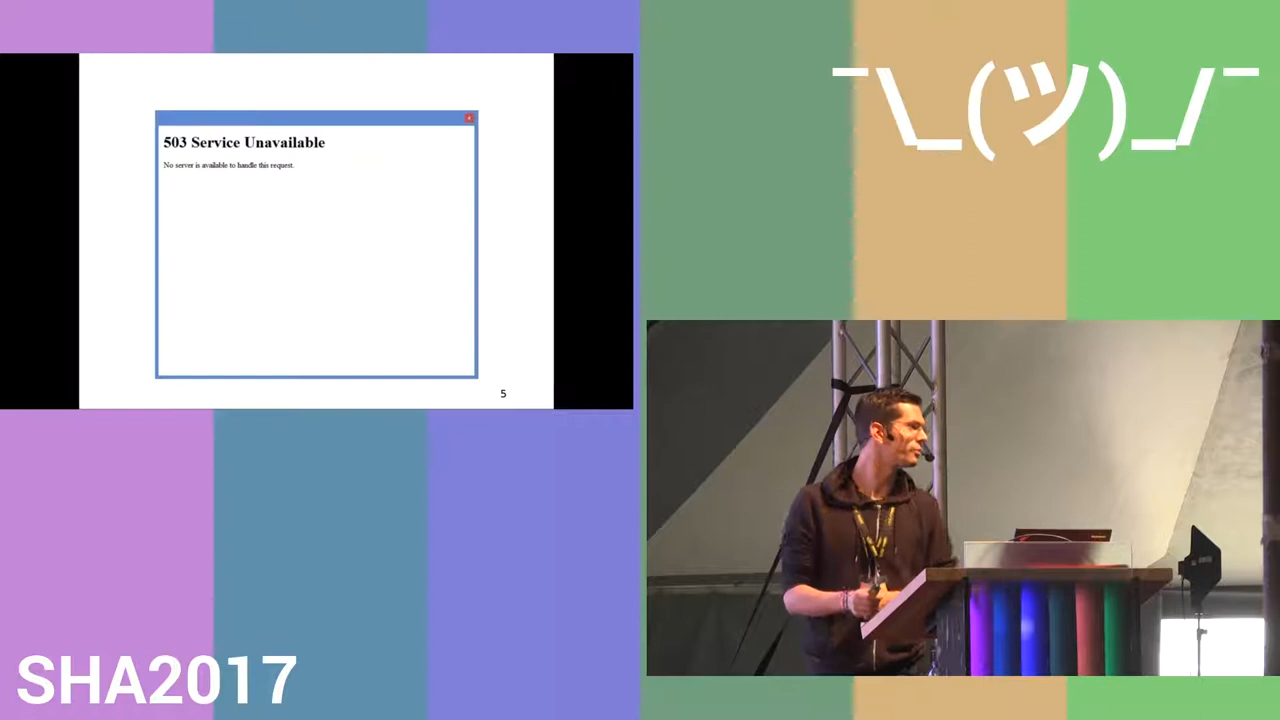 503 Service Unavailable
No server is available to handle this request.
5
¯\_(ツ)_/¯
SHA2017